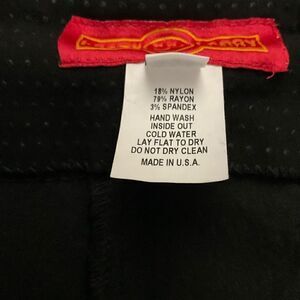 18% NYLON
79% RAYON
3% SPANDEX
HAND WASH
INSIDE OUT
COLD WATER
LAY FLAT TO DRY
DO NOT DRY CLEAN
MADE IN U.S.A.